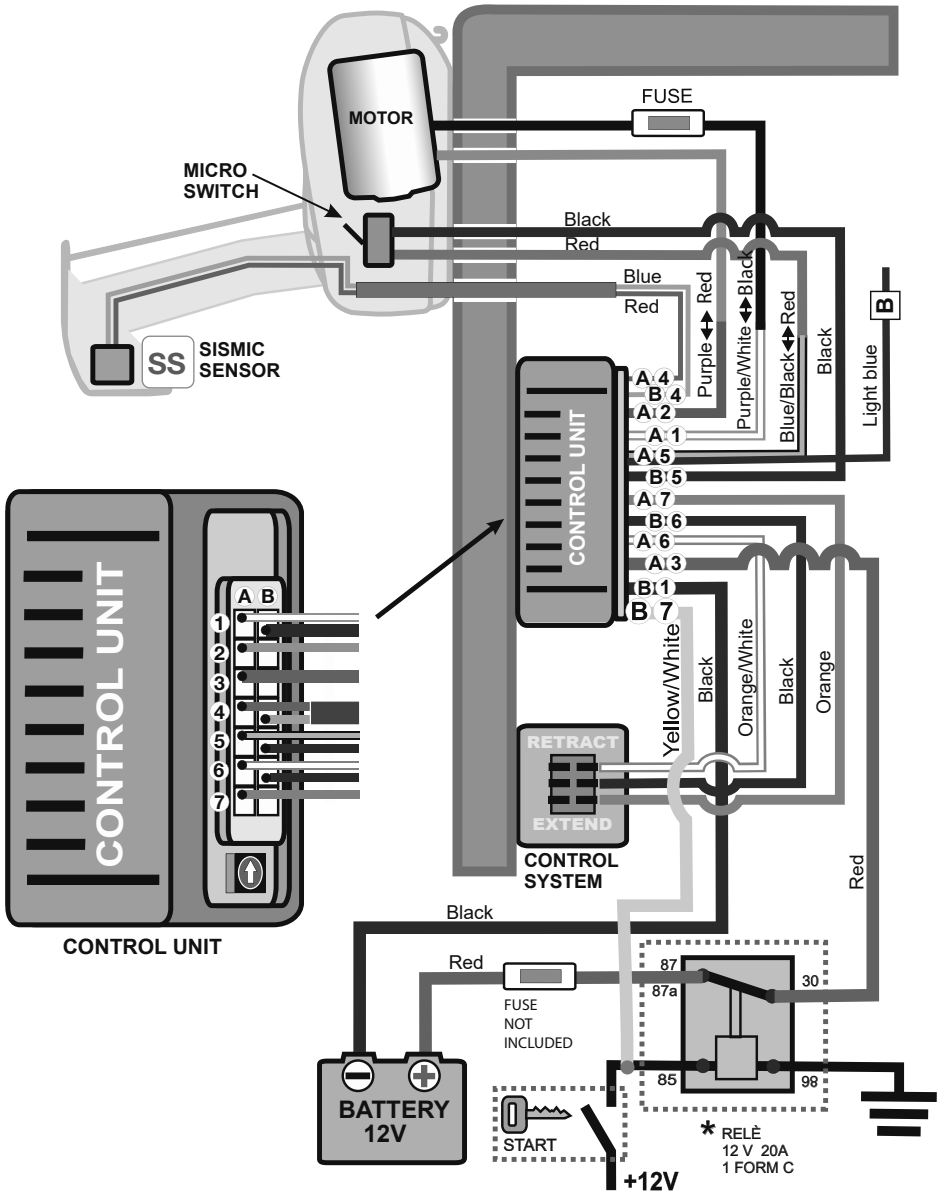 FUSE
MOTOR
MICRO
SWITCH
Black
Red
Blue
Red
SS
SISMIC
SENSOR
Purple Red
Purple/White Black
Blue/Black Red
Black
Light blue
B
CONTROL UNIT
A 4
B 4
A 2
A 1
A 5
B 5
A 7
B 6
A 6
A 3
B 1
B 7
Yellow/White
Black
Orange/White
Black
Orange
Red
CONTROL UNIT
A B
1
2
3
4
5
6
7
CONTROL UNIT
RETRACT
EXTEND
CONTROL
SYSTEM
Black
Red
FUSE
NOT
INCLUDED
87
87a
30
85
98
BATTERY
12V
START
+12V
* RELÈ
12 V 20A
1 FORM C